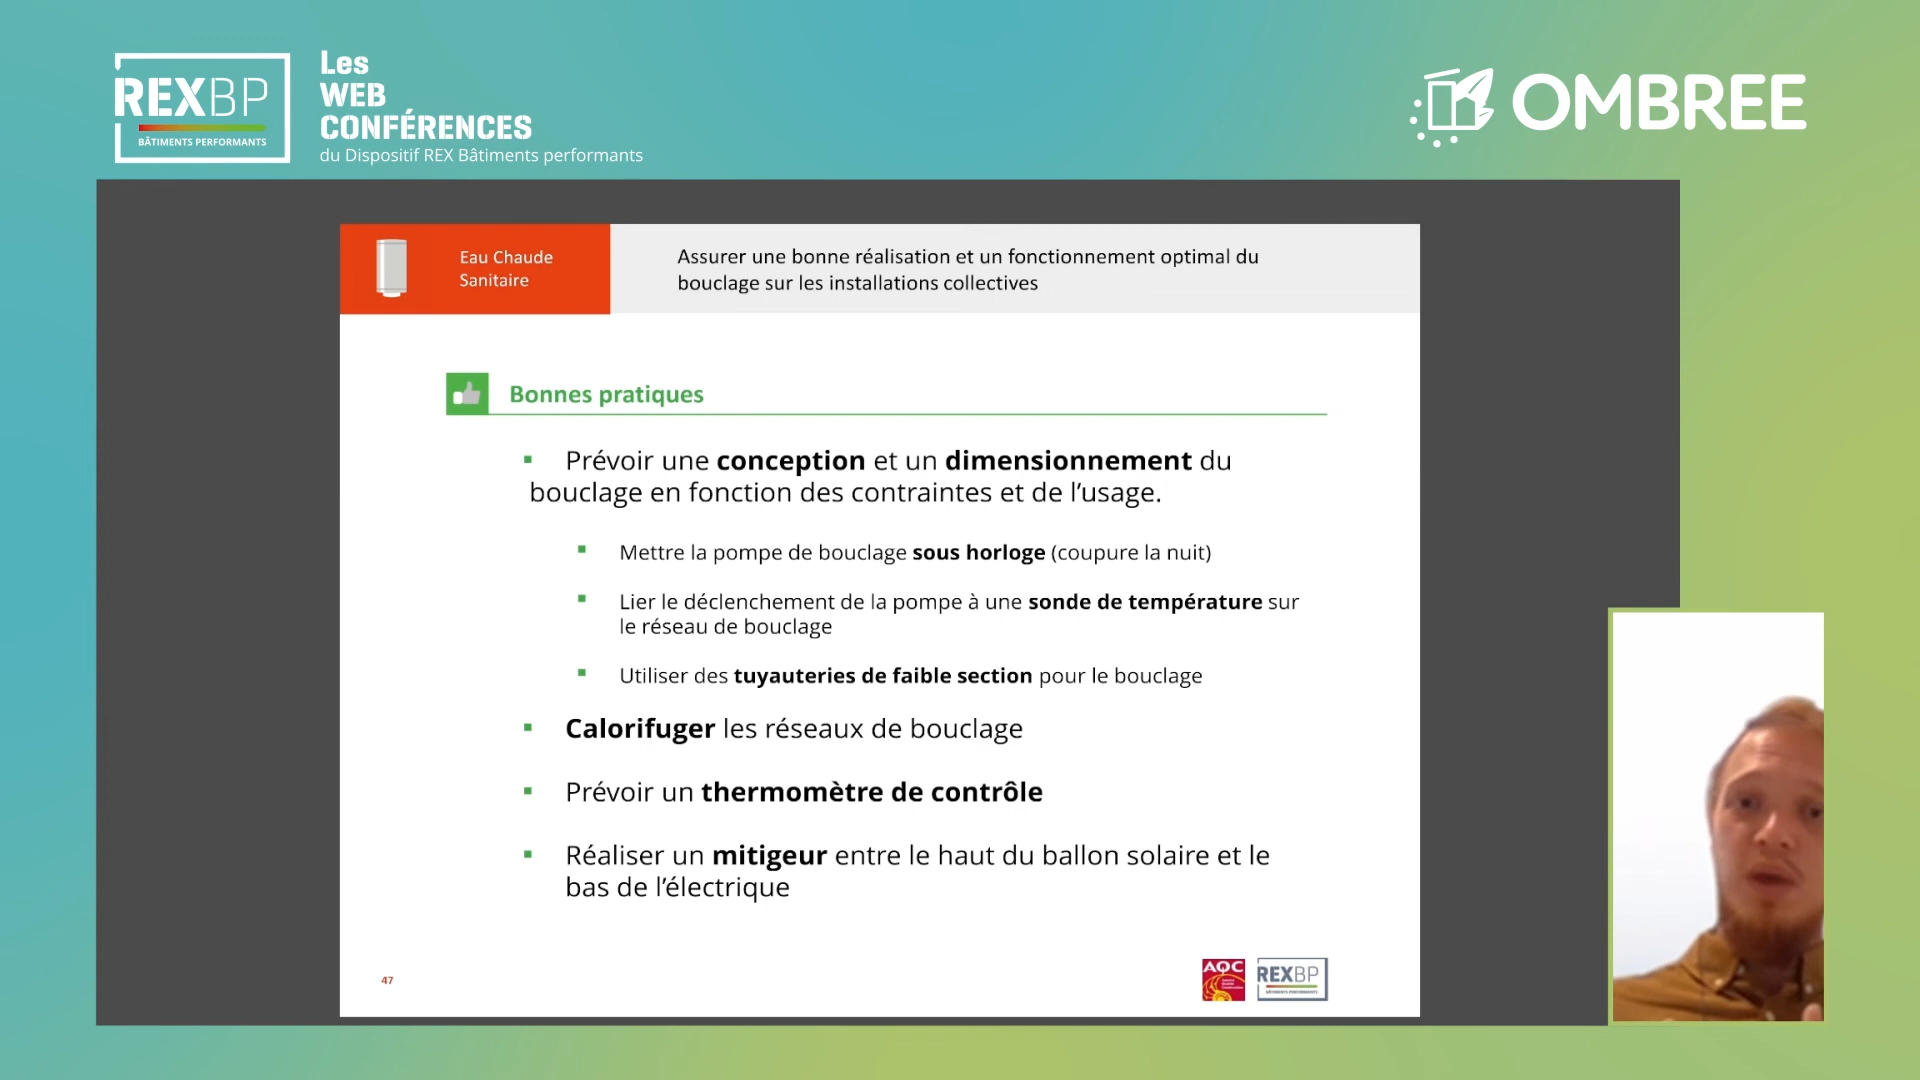 REXBP
BÂTIMENTS PERFORMANTS
Les
WEB
CONFÉRENCES
du Dispositif REX Bâtiments performants
OMBREE
Eau Chaude
Sanitaire
Assurer une bonne réalisation et un fonctionnement optimal du
bouclage sur les installations collectives
Bonnes pratiques
▪ Prévoir une conception et un dimensionnement du
bouclage en fonction des contraintes et de l’usage.
▪ Mettre la pompe de bouclage sous horloge (coupure la nuit)
▪ Lier le déclenchement de la pompe à une sonde de température sur
le réseau de bouclage
▪ Utiliser des tuyauteries de faible section pour le bouclage
▪ Calorifuger les réseaux de bouclage
▪ Prévoir un thermomètre de contrôle
▪ Réaliser un mitigeur entre le haut du ballon solaire et le
bas de l’électrique
47
AQC
REXBP
BÂTIMENTS PERFORMANTS